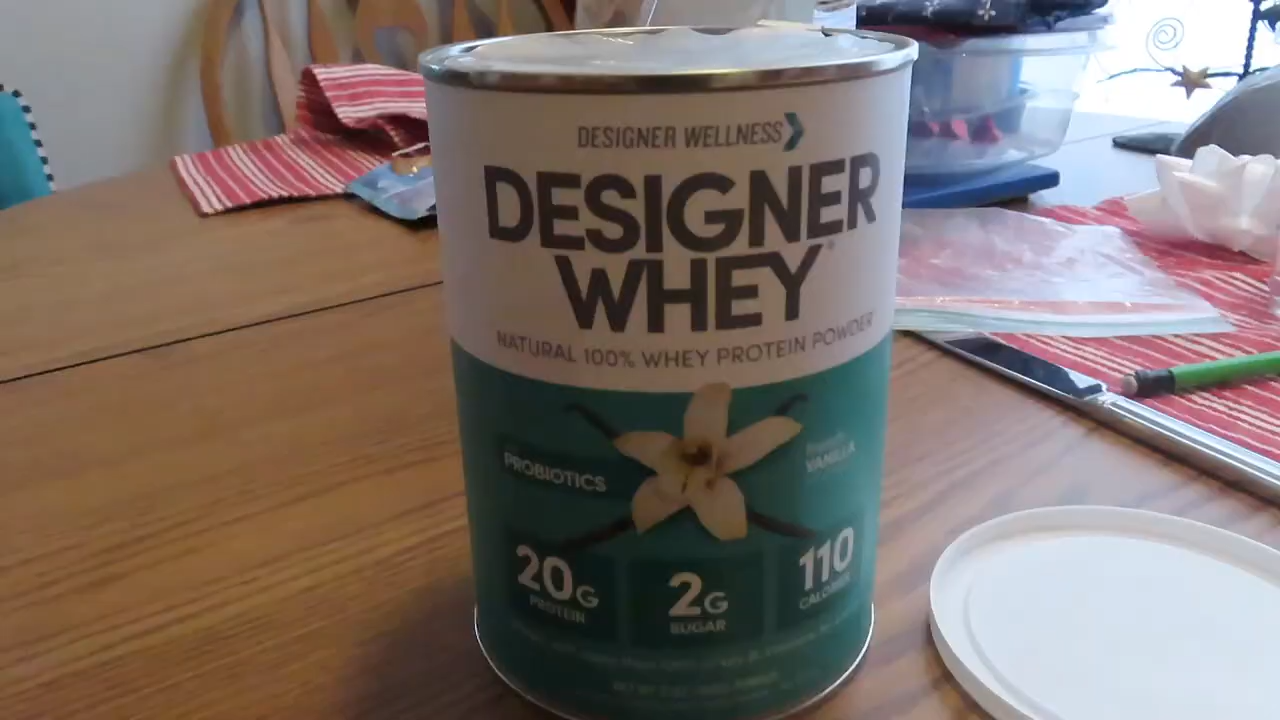 DESIGNER WELLNESS
DESIGNER
WHEY®
NATURAL 100% WHEY PROTEIN POWDER
PROBIOTICS
VANILLA
20G
PROTEIN
2G
SUGAR
110
CALORIES